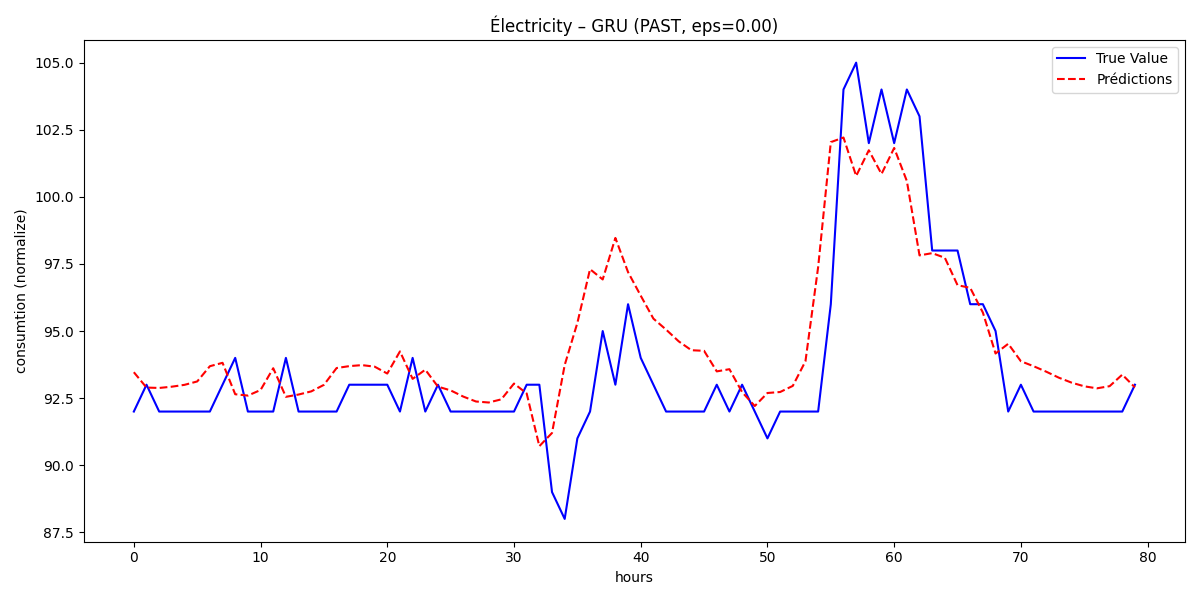 Électricity – GRU (PAST, eps=0.00)
True Value
Prédictions
consumtion (normalize)
105.0
102.5
100.0
97.5
95.0
92.5
90.0
87.5
0 10 20 30 40 50 60 70 80
hours